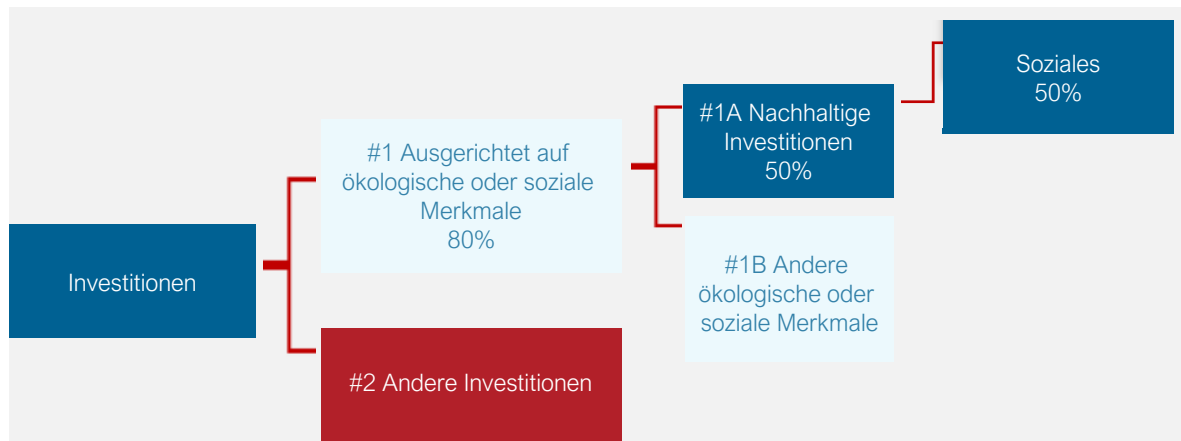 Soziales
50%
#1A Nachhaltige
Investitionen
50%
#1 Ausgerichtet auf
ökologische oder soziale
Merkmale
80%
#1B Andere
ökologische oder
soziale Merkmale
Investitionen
#2 Andere Investitionen